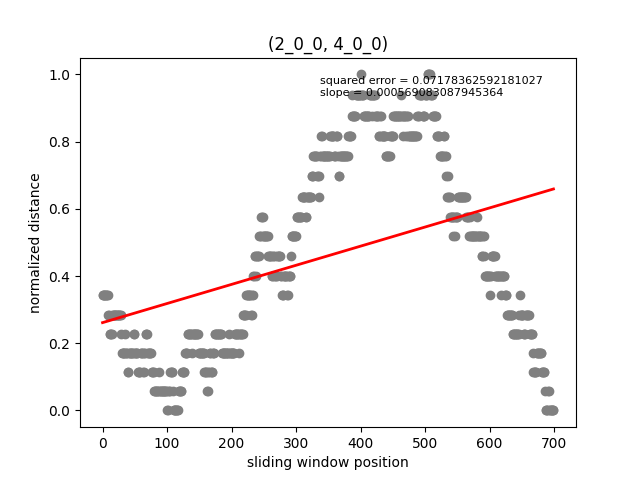 (2_0_0, 4_0_0)
squared error = 0.07178362592181027
slope = 0.000569083087945364
normalized distance
1.0
0.8
0.6
0.4
0.2
0.0
0 100 200 300 400 500 600 700
sliding window position